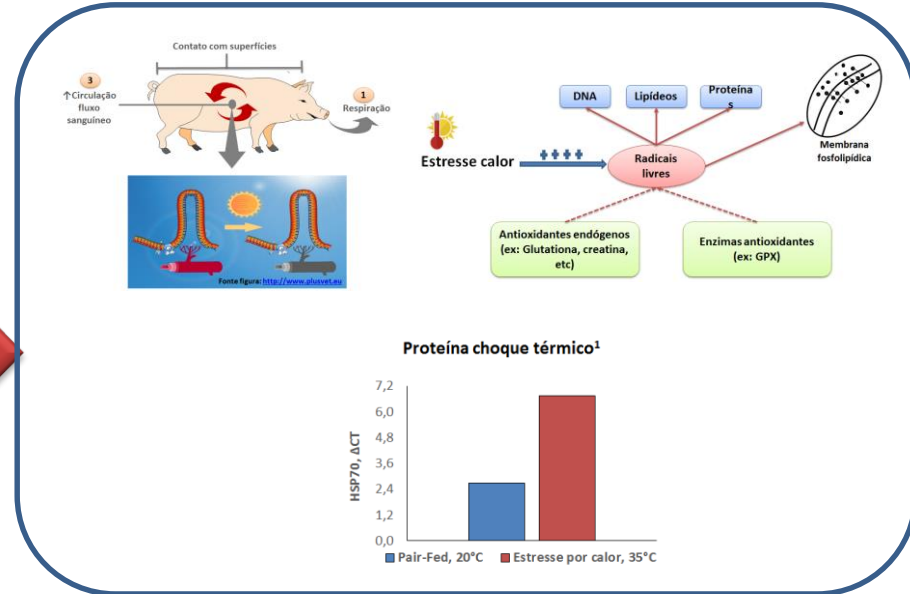 Contato com superfícies
3
↑Circulação
fluxo
sanguíneo
1
Respiração
Fonte figura: http://www.plusvet.eu
DNA
Lipídeos
Proteína
s
Estresse calor
Radicais
livres
Membrana
fosfolipídica
Antioxidantes endógenos
(ex: Glutationa, creatina,
etc)
Enzimas antioxidantes
(ex: GPX)
Proteína choque térmico¹
HSP70, ΔCT
7,2
6,0
4,8
3,6
2,4
1,2
0,0
Pair-Fed, 20°C
Estresse por calor, 35°C